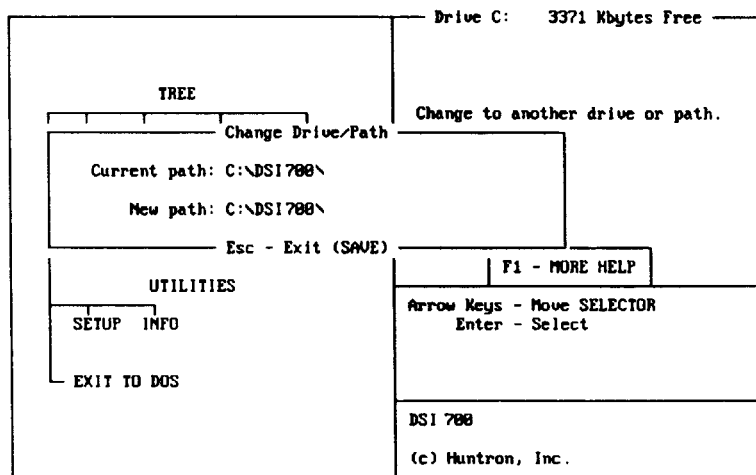 Drive C: 3371 Kbytes Free
TREE
Change to another drive or path.
Change Drive/Path
Current path: C:\DSI700\
New path: C:\DSI700\
Esc - Exit (SAVE)
F1 - MORE HELP
UTILITIES
Arrow Keys - Move SELECTOR
SETUP INFO
Enter - Select
EXIT TO DOS
DSI 700
(c) Huntron, Inc.